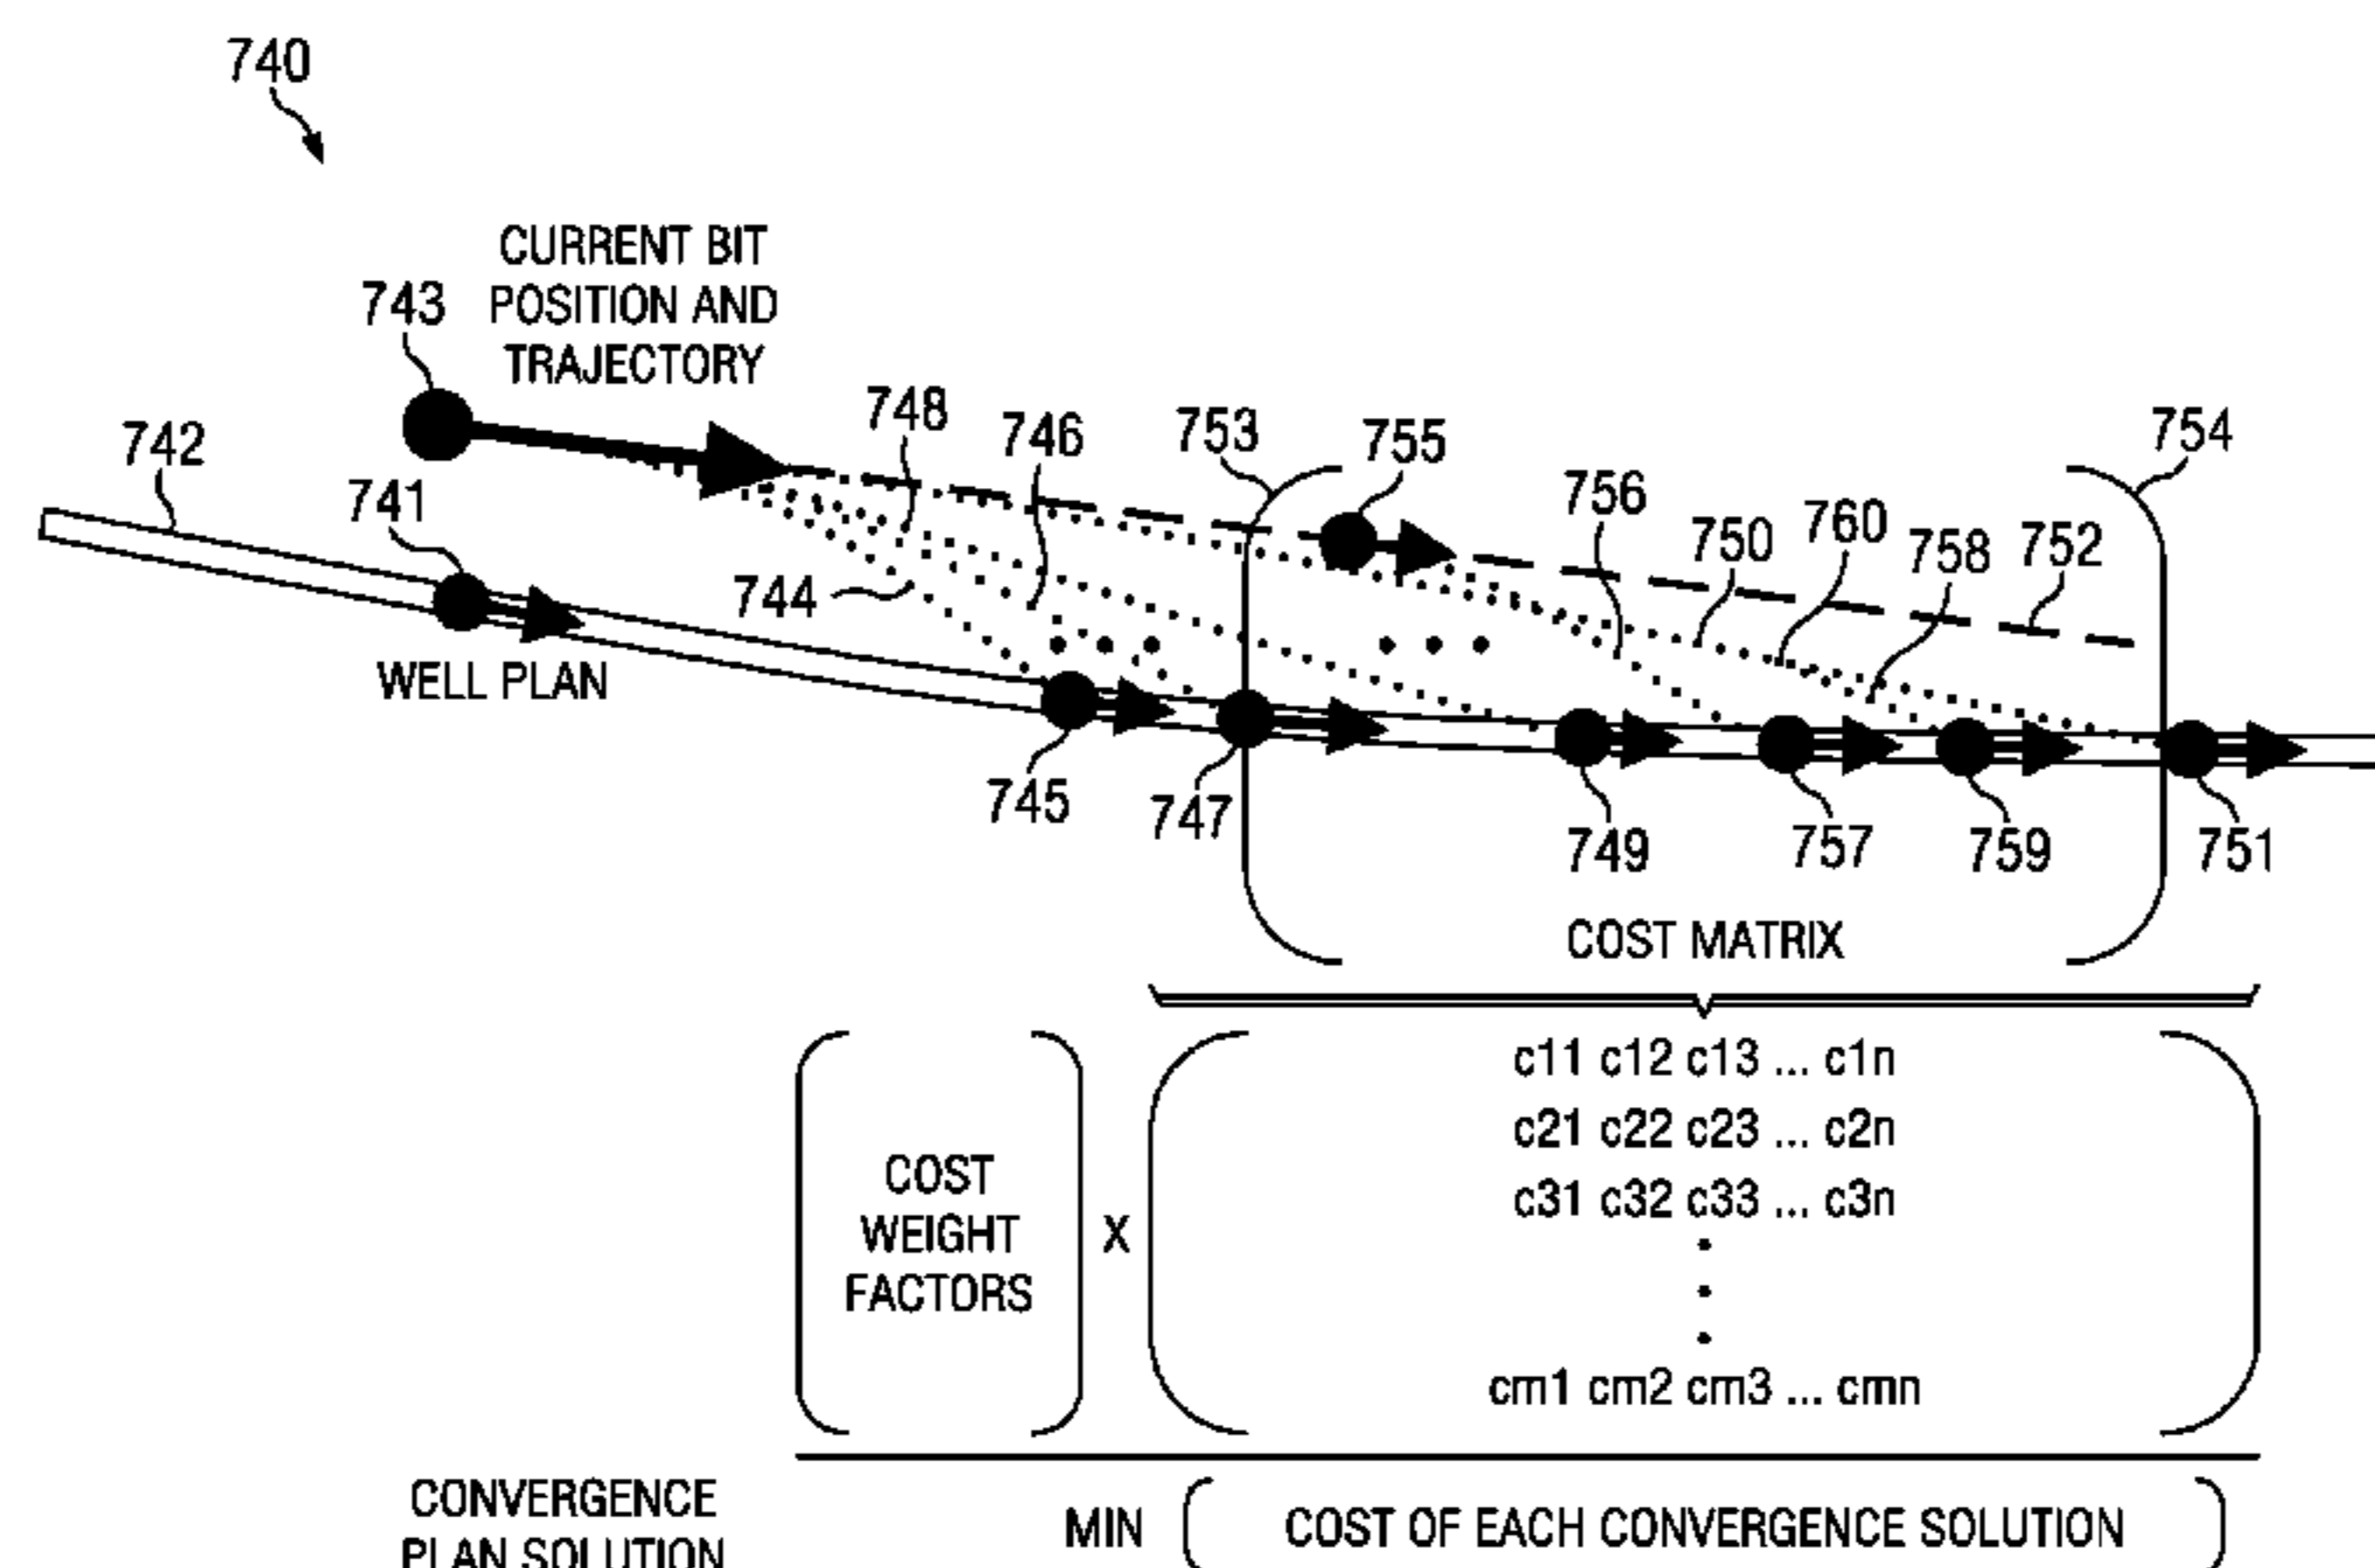 740
CURRENT BIT
POSITION AND
TRAJECTORY
743
742
741
748
746
753
755
754
756
750
760
758
752
744
WELL PLAN
745
747
749
757
759
751
COST MATRIX
COST
WEIGHT
FACTORS
X
c11 c12 c13 ... c1n
c21 c22 c23 ... c2n
c31 c32 c33 ... c3n
cm1 cm2 cm3 ... cmn
CONVERGENCE
PLAN SOLUTION
MIN
COST OF EACH CONVERGENCE SOLUTION